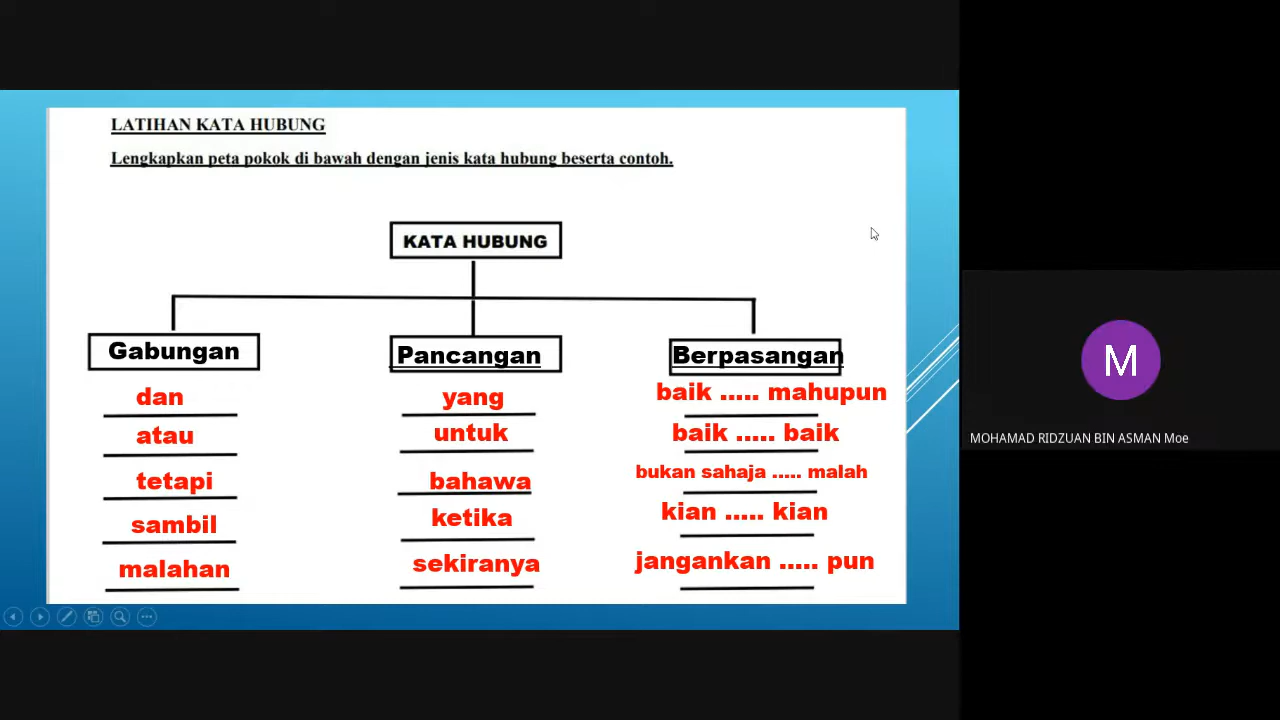 LATIHAN KATA HUBUNG
Lengkapkan peta pokok di bawah dengan jenis kata hubung beserta contoh.
KATA HUBUNG
Gabungan
dan
atau
tetapi
sambil
malahan
Pancangan
yang
untuk
bahawa
ketika
sekiranya
Berpasangan
baik ..... mahupun
baik ..... baik
bukan sahaja ..... malah
kian ..... kian
jangankan ..... pun
M
MOHAMAD RIDZUAN BIN ASMAN Moe